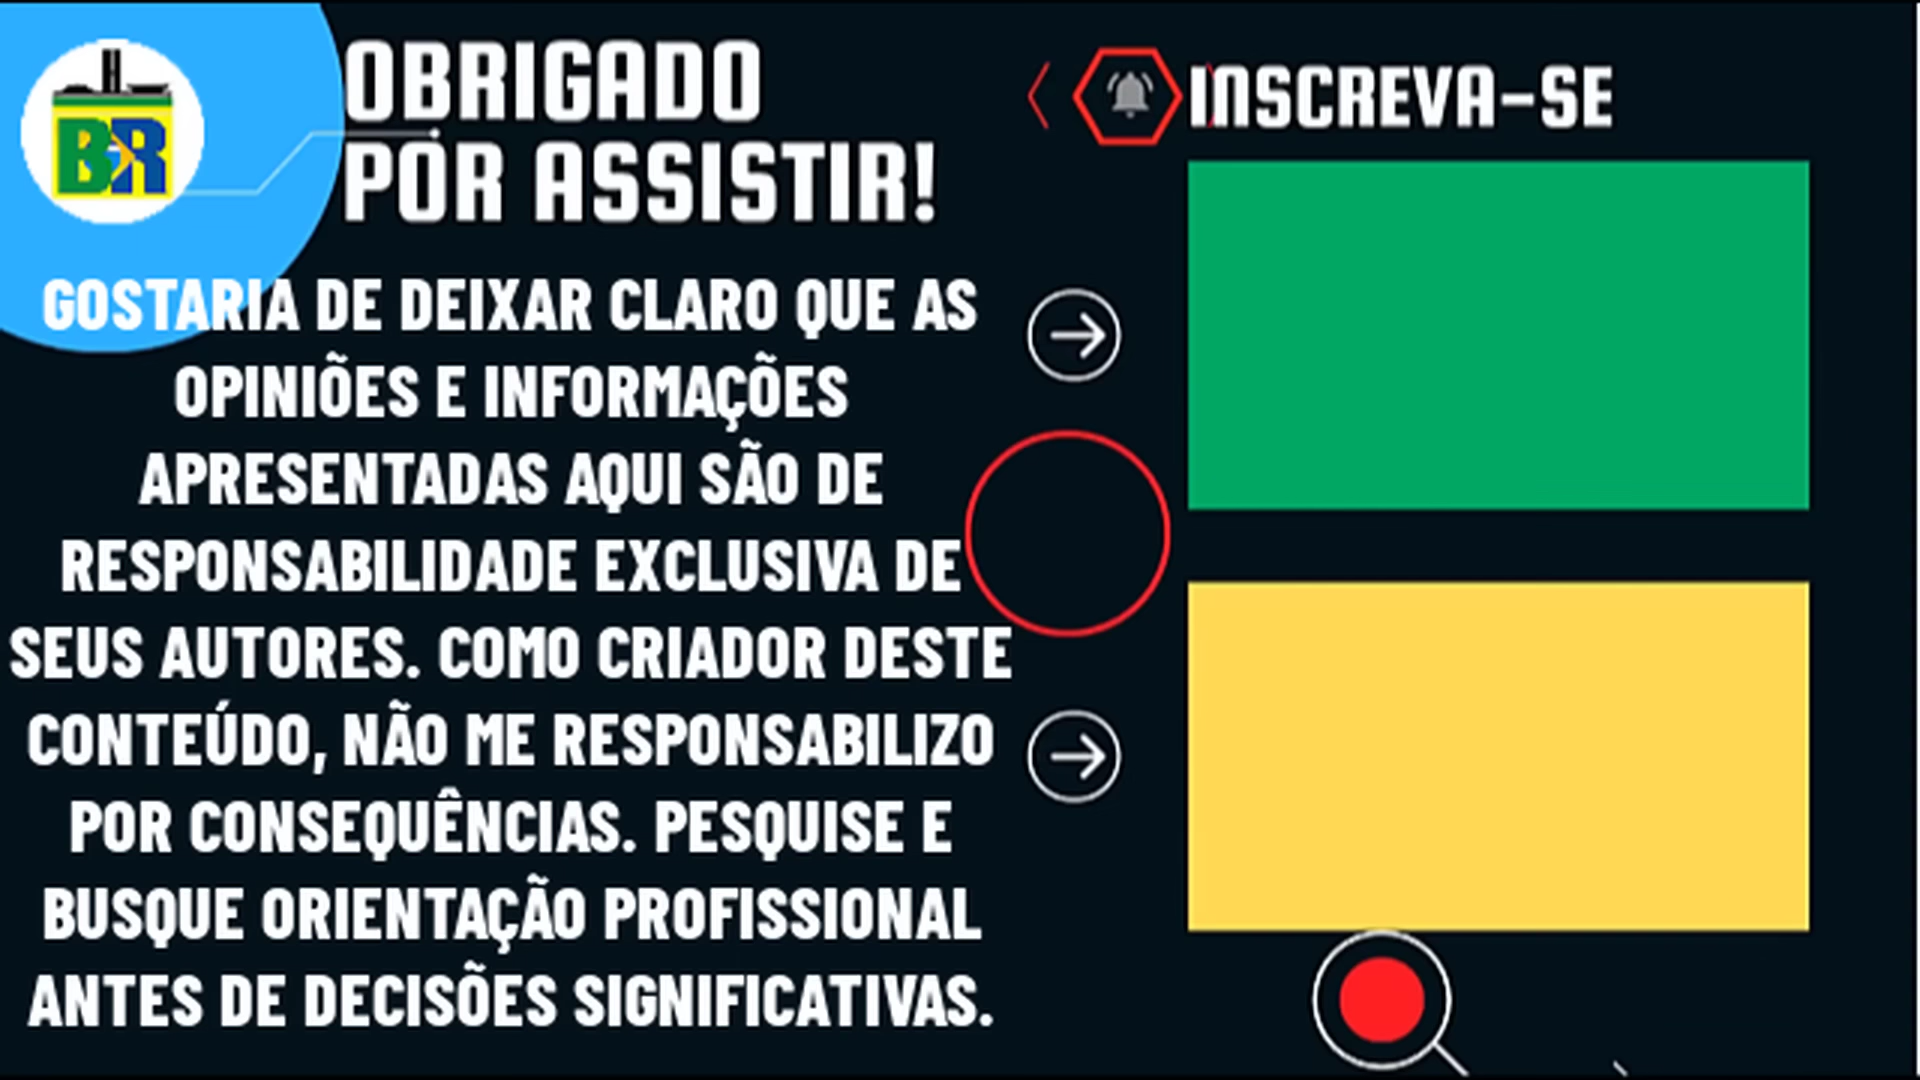 BR
OBRIGADO
POR ASSISTIR!
INSCREVA-SE
GOSTARIA DE DEIXAR CLARO QUE AS
OPINIÕES E INFORMAÇÕES
APRESENTADAS AQUI SÃO DE
RESPONSABILIDADE EXCLUSIVA DE
SEUS AUTORES. COMO CRIADOR DESTE
CONTEÚDO, NÃO ME RESPONSABILIZO
POR CONSEQUÊNCIAS. PESQUISE E
BUSQUE ORIENTAÇÃO PROFISSIONAL
ANTES DE DECISÕES SIGNIFICATIVAS.